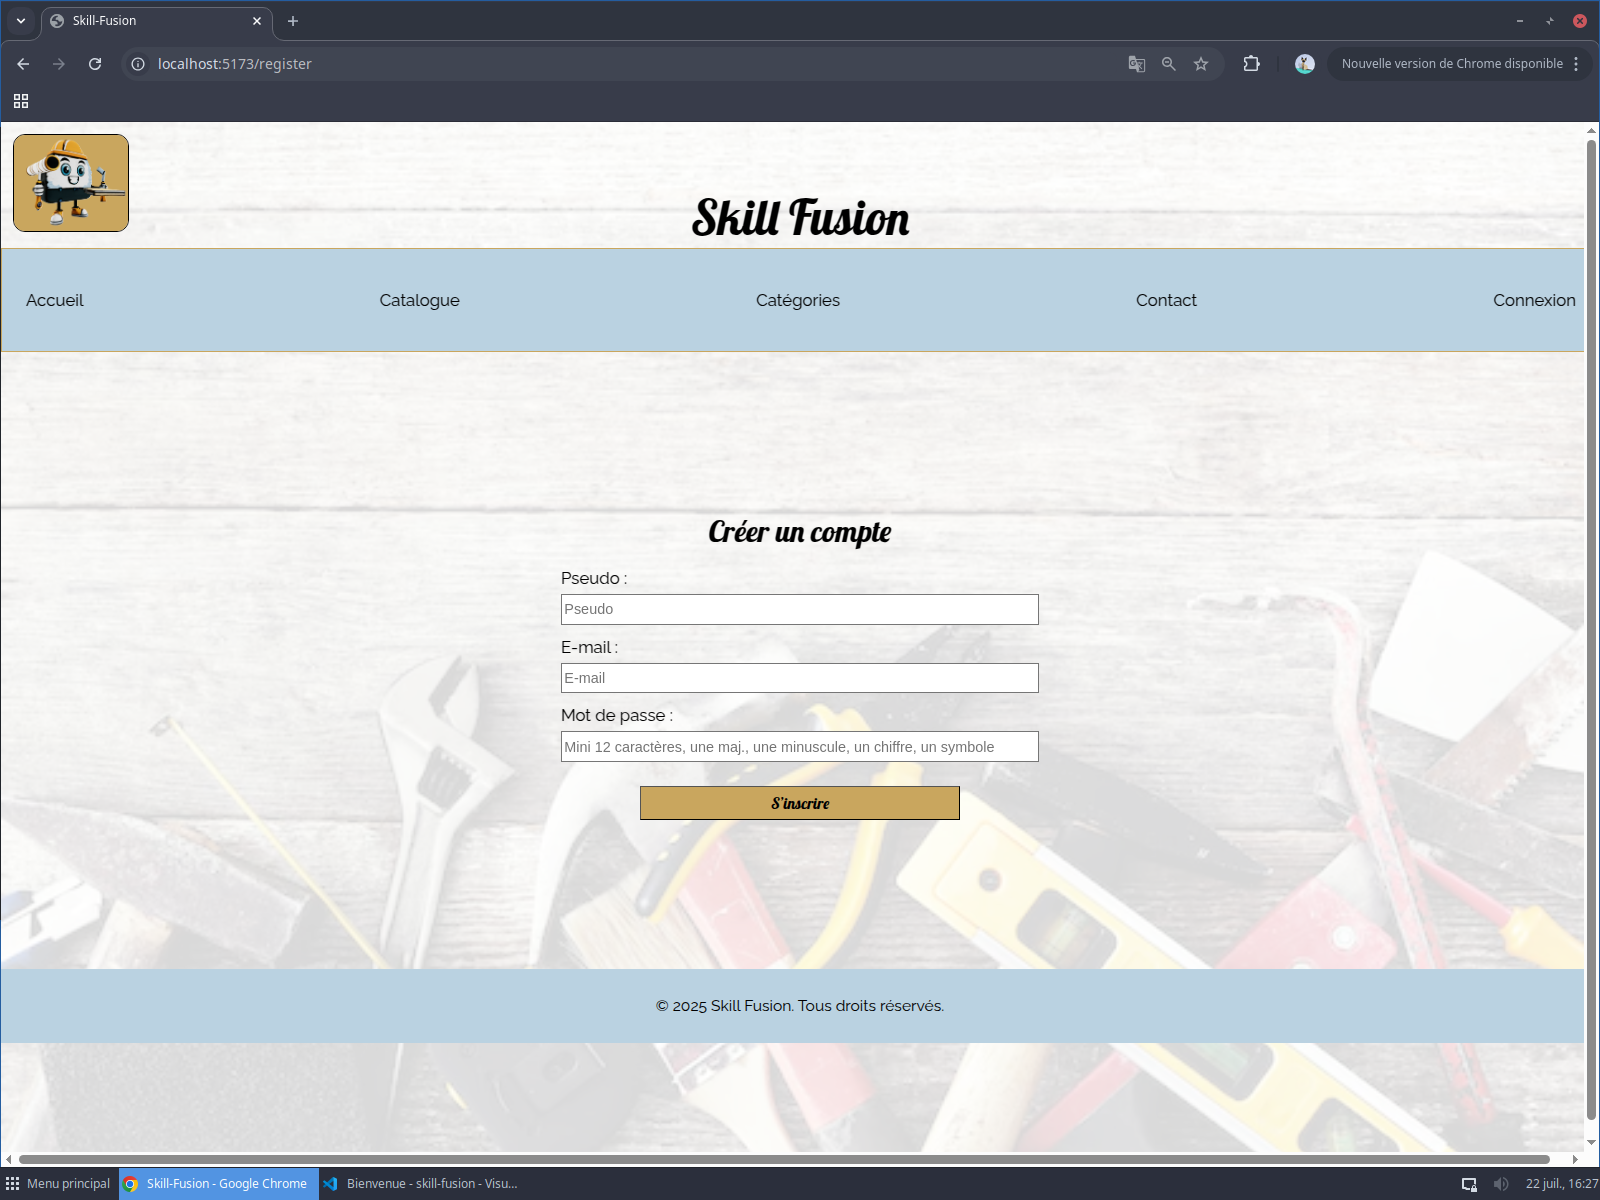 Skill-Fusion
localhost:5173/register
Nouvelle version de Chrome disponible
Skill Fusion
Accueil
Catalogue
Catégories
Contact
Connexion
Créer un compte
Pseudo :
Pseudo
E-mail :
E-mail
Mot de passe :
Mini 12 caractères, une maj., une minuscule, un chiffre, un symbole
S'inscrire
© 2025 Skill Fusion. Tous droits réservés.
Menu principal
Skill-Fusion - Google Chrome
Bienvenue - skill-fusion - Visu...
22 juil., 16:27